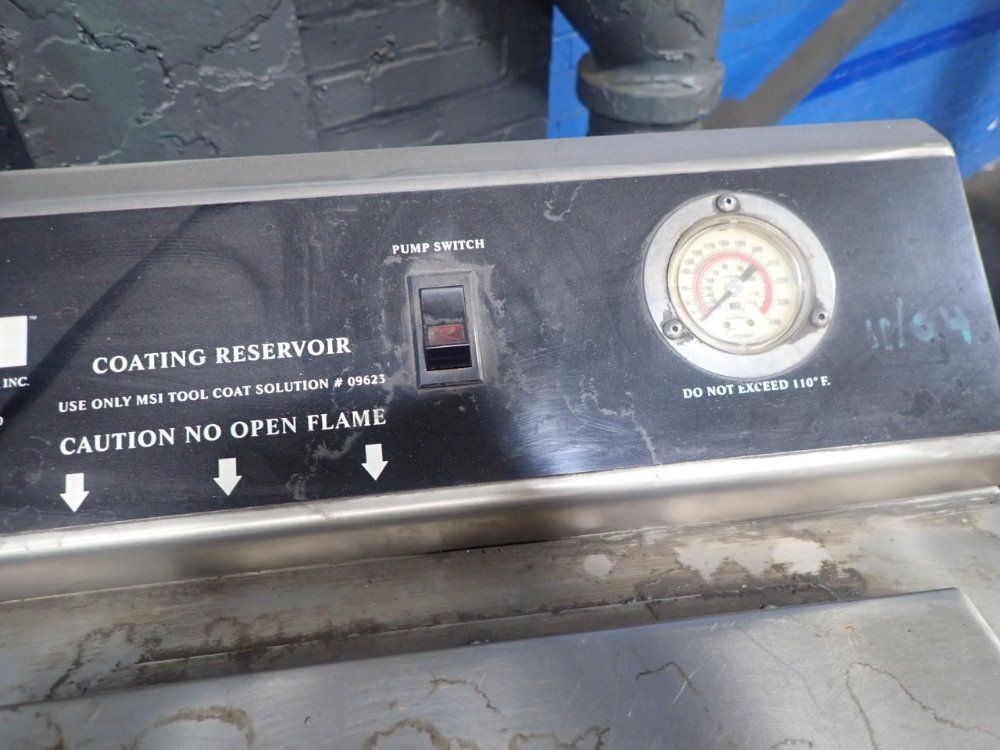 PUMP SWITCH
™
INC.
COATING RESERVOIR
USE ONLY MSI TOOL COAT SOLUTION # 09623
CAUTION NO OPEN FLAME
DO NOT EXCEED 110° F.